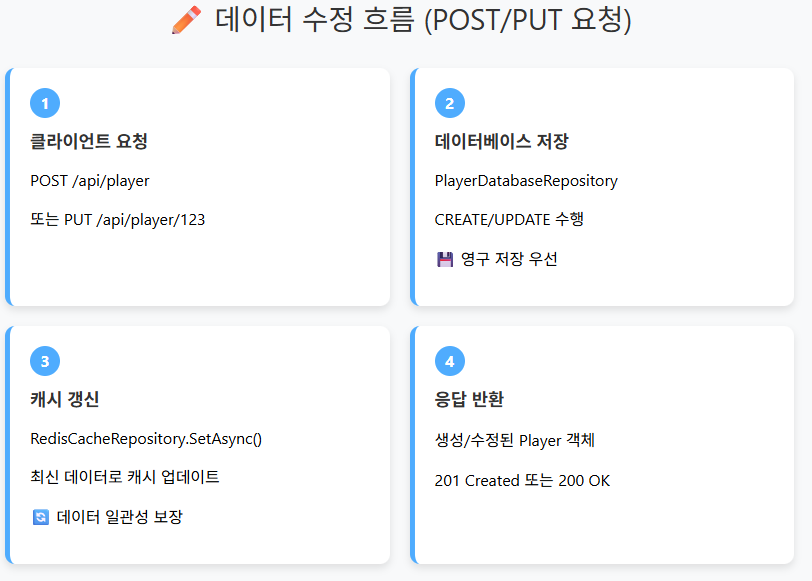 ✏️ 데이터 수정 흐름 (POST/PUT 요청)
1
클라이언트 요청
POST /api/player
또는 PUT /api/player/123
2
데이터베이스 저장
PlayerDatabaseRepository
CREATE/UPDATE 수행
💾 영구 저장 우선
3
캐시 갱신
RedisCacheRepository.SetAsync()
최신 데이터로 캐시 업데이트
🔄 데이터 일관성 보장
4
응답 반환
생성/수정된 Player 객체
201 Created 또는 200 OK